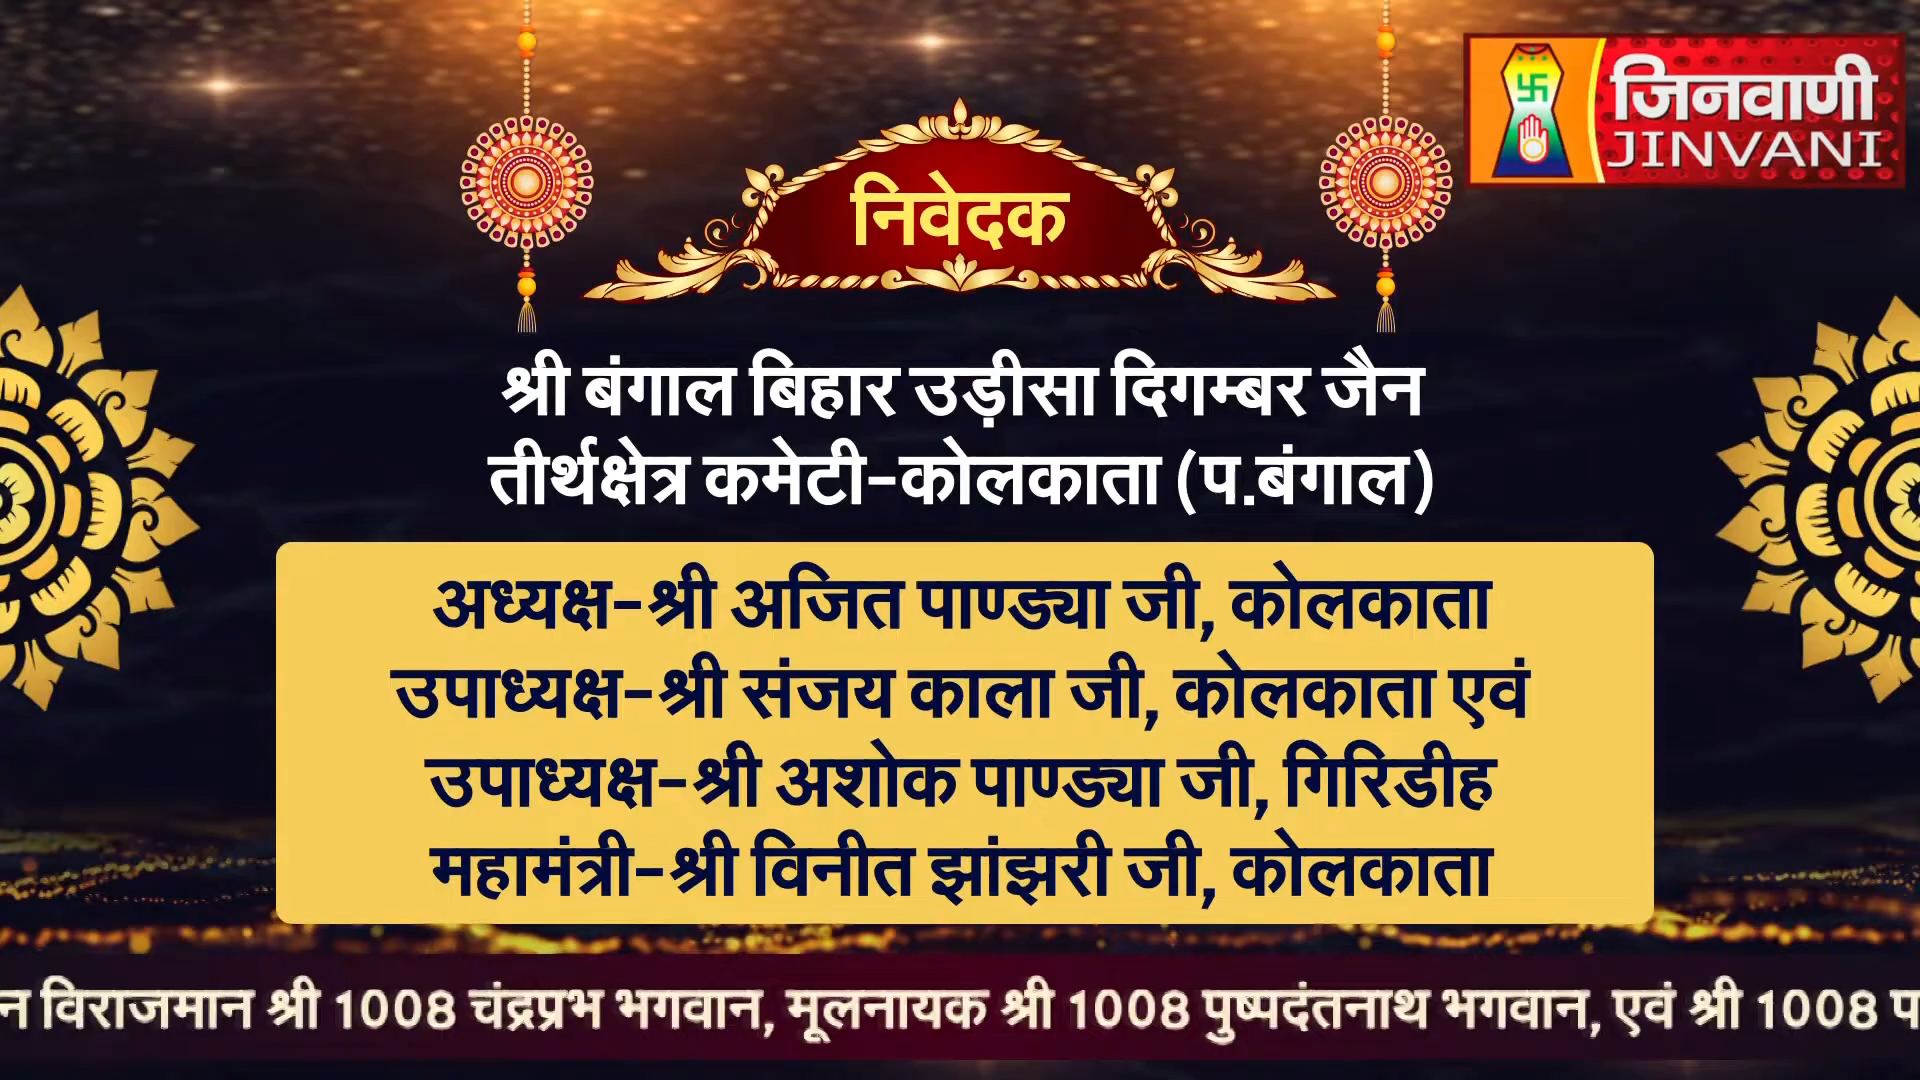 जिनवाणी
JINVANI
निवेदक
श्री बंगाल बिहार उड़ीसा दिगम्बर जैन
तीर्थक्षेत्र कमेटी-कोलकाता (प.बंगाल)
अध्यक्ष-श्री अजित पाण्ड्या जी, कोलकाता
उपाध्यक्ष-श्री संजय काला जी, कोलकाता एवं
उपाध्यक्ष-श्री अशोक पाण्ड्या जी, गिरिडीह
महामंत्री-श्री विनीत झांझरी जी, कोलकाता
न विराजमान श्री 1008 चंद्रप्रभ भगवान, मूलनायक श्री 1008 पुष्पदंतनाथ भगवान, एवं श्री 1008 प